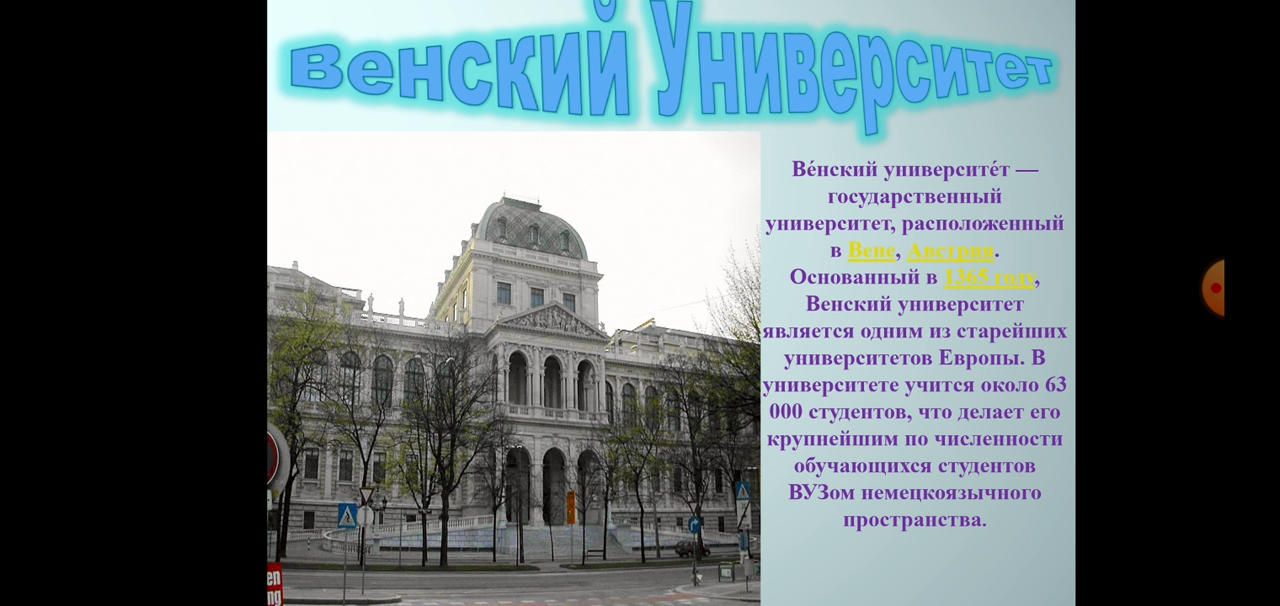 Венский Университет
Ве́нский университе́т —
государственный
университет, расположенный
в Вене, Австрия.
Основанный в 1365 году,
Венский университет
является одним из старейших
университетов Европы. В
университете учится около 63
000 студентов, что делает его
крупнейшим по численности
обучающихся студентов
ВУЗом немецкоязычного
пространства.
en
ng